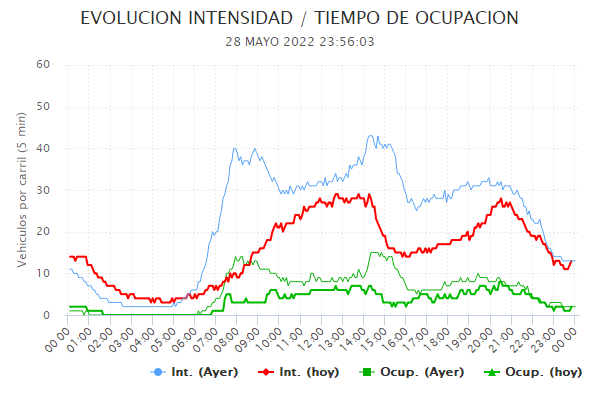 EVOLUCION INTENSIDAD / TIEMPO DE OCUPACION
28 MAYO 2022 23:56:03
Vehiculos por carril (5 min)
60
50
40
30
20
10
0
00:00 01:00 02:00 03:00 04:00 05:00 06:00 07:00 08:00 09:00 10:00 11:00 12:00 13:00 14:00 15:00 16:00 17:00 18:00 19:00 20:00 21:00 22:00 23:00 00:00
Int. (Ayer) Int. (hoy) Ocup. (Ayer) Ocup. (hoy)